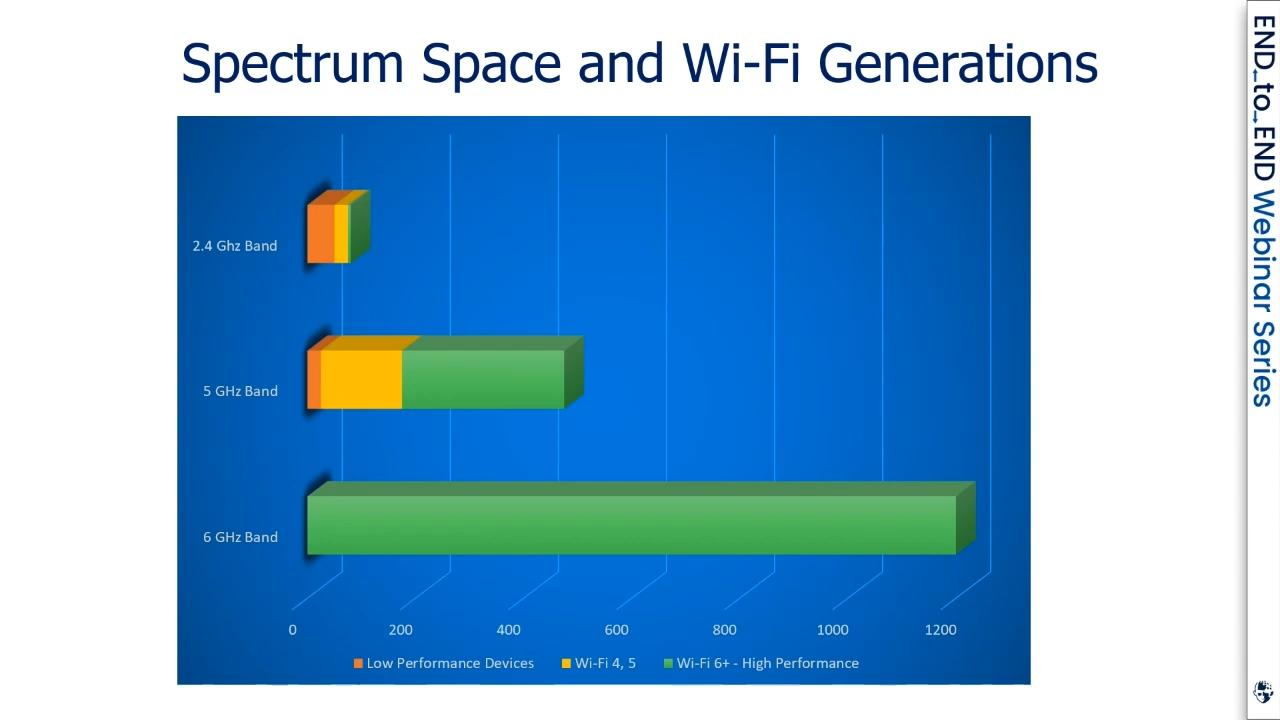 Spectrum Space and Wi-Fi Generations
2.4 Ghz Band
5 GHz Band
6 GHz Band
0 200 400 600 800 1000 1200
Low Performance Devices Wi-Fi 4, 5 Wi-Fi 6+ - High Performance
END to END Webinar Series